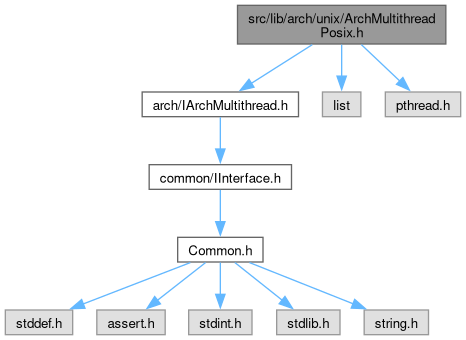 src/lib/arch/unix/ArchMultithread
Posix.h
arch/IArchMultithread.h
list
pthread.h
common/IInterface.h
Common.h
stddef.h
assert.h
stdint.h
stdlib.h
string.h